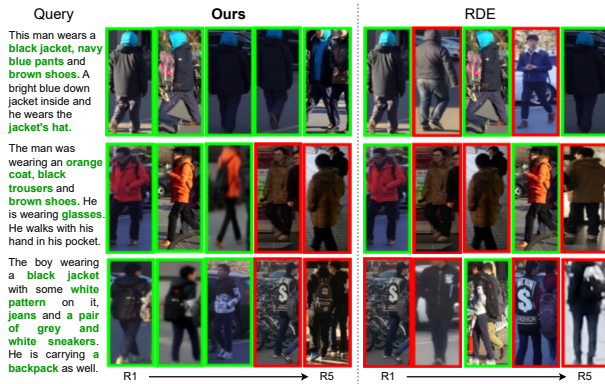 Query
Ours
RDE
This man wears a
black jacket, navy
blue pants and
brown shoes. A
bright blue down
jacket inside and
he wears the
jacket's hat.
The man was
wearing an orange
coat, black
trousers and
brown shoes. He
is wearing glasses.
He walks with his
hand in his pocket.
The boy wearing
a black jacket
with some white
pattern on it,
jeans and a pair
of grey and
white sneakers.
He is carrying a
backpack as well.
R1
R5
R1
R5